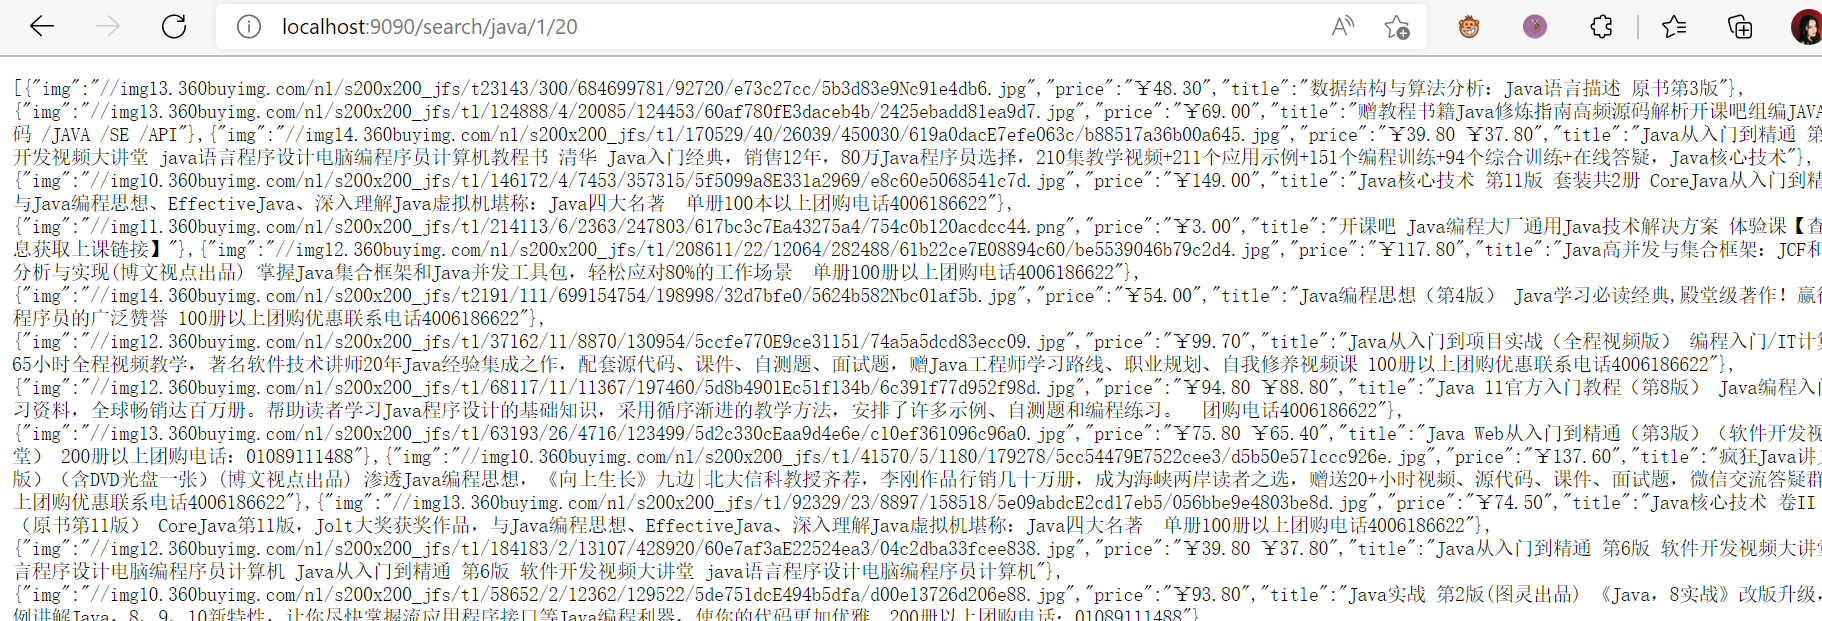 localhost:9090/search/java/1/20
[{"img":"//img13.360buyimg.com/n1/s200x200_jfs/t23143/300/684699781/92720/e73c27cc/5b3d83e9Nc91e4db6.jpg","price":"￥48.30","title":"数据结构与算法分析：Java语言描述 原书第3版"},
{"img":"//img13.360buyimg.com/n1/s200x200_jfs/t1/124888/4/20085/124453/60af780fE3daceb4b/2425ebadd81ea9d7.jpg","price":"￥69.00","title":"赠教程书籍Java修炼指南高频源码解析开课吧组编JAVA
码 /JAVA /SE /API"},{"img":"//img14.360buyimg.com/n1/s200x200_jfs/t1/170529/40/26039/450030/619a0dacE7efe063c/b88517a36b00a645.jpg","price":"￥39.80 ￥37.80","title":"Java从入门到精通 第
开发视频大讲堂 java语言程序设计电脑编程序员计算机教程书 清华 Java入门经典，销售12年，80万Java程序员选择，210集教学视频+211个应用示例+151个编程训练+94个综合训练+在线答疑，Java核心技术"},
{"img":"//img10.360buyimg.com/n1/s200x200_jfs/t1/146172/4/7453/357315/5f5099a8E331a2969/e8c60e5068541c7d.jpg","price":"￥149.00","title":"Java核心技术 第11版 套装共2册 CoreJava从入门到精
与Java编程思想、EffectiveJava、深入理解Java虚拟机堪称：Java四大名著　单册100本以上团购电话4006186622"},
{"img":"//img11.360buyimg.com/n1/s200x200_jfs/t1/214113/6/2363/247803/617bc3c7Ea43275a4/754c0b120acdcc44.png","price":"￥3.00","title":"开课吧 Java编程大厂通用Java技术解决方案 体验课【查
息获取上课链接】"},{"img":"//img12.360buyimg.com/n1/s200x200_jfs/t1/208611/22/12064/282488/61b22ce7E08894c60/be5539046b79c2d4.jpg","price":"￥117.80","title":"Java高并发与集合框架：JCF和
分析与实现(博文视点出品) 掌握Java集合框架和Java并发工具包，轻松应对80%的工作场景　单册100册以上团购电话4006186622"},
{"img":"//img14.360buyimg.com/n1/s200x200_jfs/t2191/111/699154754/198998/32d7bfe0/5624b582Nbc01af5b.jpg","price":"￥54.00","title":"Java编程思想（第4版） Java学习必读经典,殿堂级著作！赢得
程序员的广泛赞誉 100册以上团购优惠联系电话4006186622"},
{"img":"//img12.360buyimg.com/n1/s200x200_jfs/t1/37162/11/8870/130954/5ccfe770E9ce31151/74a5a5dcd83ecc09.jpg","price":"￥99.70","title":"Java从入门到项目实战（全程视频版） 编程入门/IT计算
65小时全程视频教学，著名软件技术讲师20年Java经验集成之作，配套源代码、课件、自测题、面试题，赠Java工程师学习路线、职业规划、自我修养视频课 100册以上团购优惠联系电话4006186622"},
{"img":"//img12.360buyimg.com/n1/s200x200_jfs/t1/68117/11/11367/197460/5d8b4901Ec51f134b/6c391f77d952f98d.jpg","price":"￥94.80 ￥88.80","title":"Java 11官方入门教程（第8版） Java编程入门
习资料，全球畅销达百万册。帮助读者学习Java程序设计的基础知识，采用循序渐进的教学方法，安排了许多示例、自测题和编程练习。　团购电话4006186622"},
{"img":"//img13.360buyimg.com/n1/s200x200_jfs/t1/63193/26/4716/123499/5d2c330cEaa9d4e6e/c10ef361096c96a0.jpg","price":"￥75.80 ￥65.40","title":"Java Web从入门到精通（第3版）（软件开发视
堂） 200册以上团购电话：01089111488"},{"img":"//img10.360buyimg.com/n1/s200x200_jfs/t1/41570/5/1180/179278/5cc54479E7522cee3/d5b50e571ccc926e.jpg","price":"￥137.60","title":"疯狂Java讲义
版）（含DVD光盘一张）(博文视点出品) 渗透Java编程思想，《向上生长》九边|北大信科教授齐荐，李刚作品行销几十万册，成为海峡两岸读者之选，赠送20+小时视频、源代码、课件、面试题，微信交流答疑群
上团购优惠联系电话4006186622"},{"img":"//img13.360buyimg.com/n1/s200x200_jfs/t1/92329/23/8897/158518/5e09abdcE2cd17eb5/056bbe9e4803be8d.jpg","price":"￥74.50","title":"Java核心技术 卷II
（原书第11版） CoreJava第11版，Jolt大奖获奖作品，与Java编程思想、EffectiveJava、深入理解Java虚拟机堪称：Java四大名著　单册100册以上团购电话4006186622"},
{"img":"//img12.360buyimg.com/n1/s200x200_jfs/t1/184183/2/13107/428920/60e7af3aE22524ea3/04c2dba33fcee838.jpg","price":"￥39.80 ￥37.80","title":"Java从入门到精通 第6版 软件开发视频大讲堂
言程序设计电脑编程序员计算机 Java从入门到精通 第6版 软件开发视频大讲堂 java语言程序设计电脑编程序员计算机"},
{"img":"//img10.360buyimg.com/n1/s200x200_jfs/t1/58652/2/12362/129522/5de751dcE494b5dfa/d00e13726d206e88.jpg","price":"￥93.80","title":"Java实战 第2版(图灵出品) 《Java，8实战》改版升级，
例讲解Java，8，9，10新特性，让你尽快掌握流应用程序接口等Java编程利器，使你的代码更加优雅　200册以上团购电话：01089111488"}